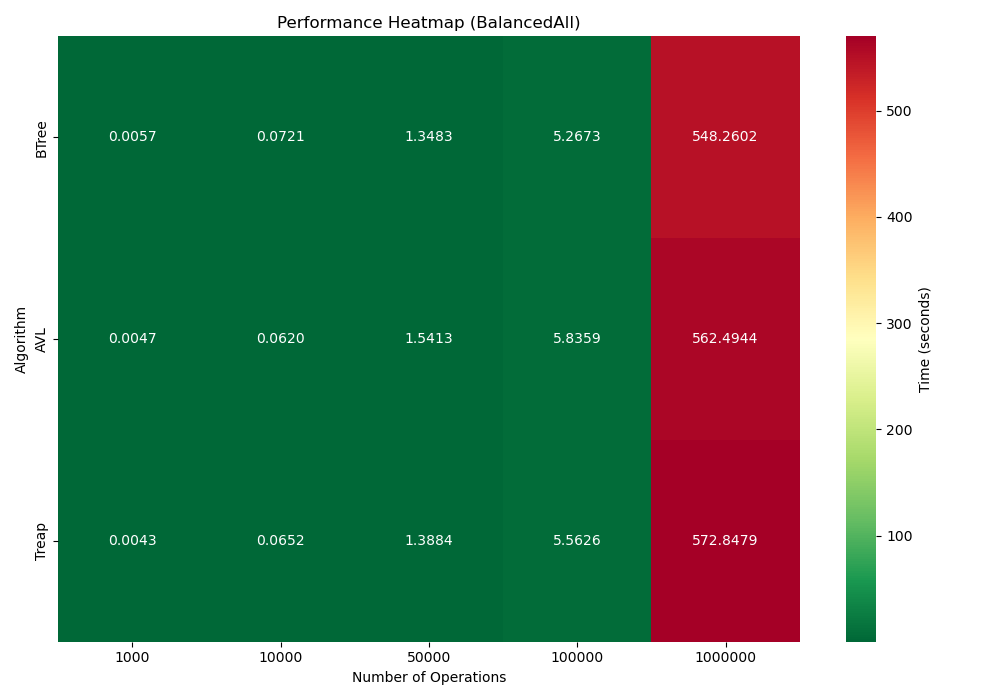 Performance Heatmap (BalancedAll)
Algorithm
BTree
0.0057 0.0721 1.3483 5.2673 548.2602
AVL
0.0047 0.0620 1.5413 5.8359 562.4944
Treap
0.0043 0.0652 1.3884 5.5626 572.8479
1000 10000 50000 100000 1000000
Number of Operations
500
400
300
200
100
Time (seconds)